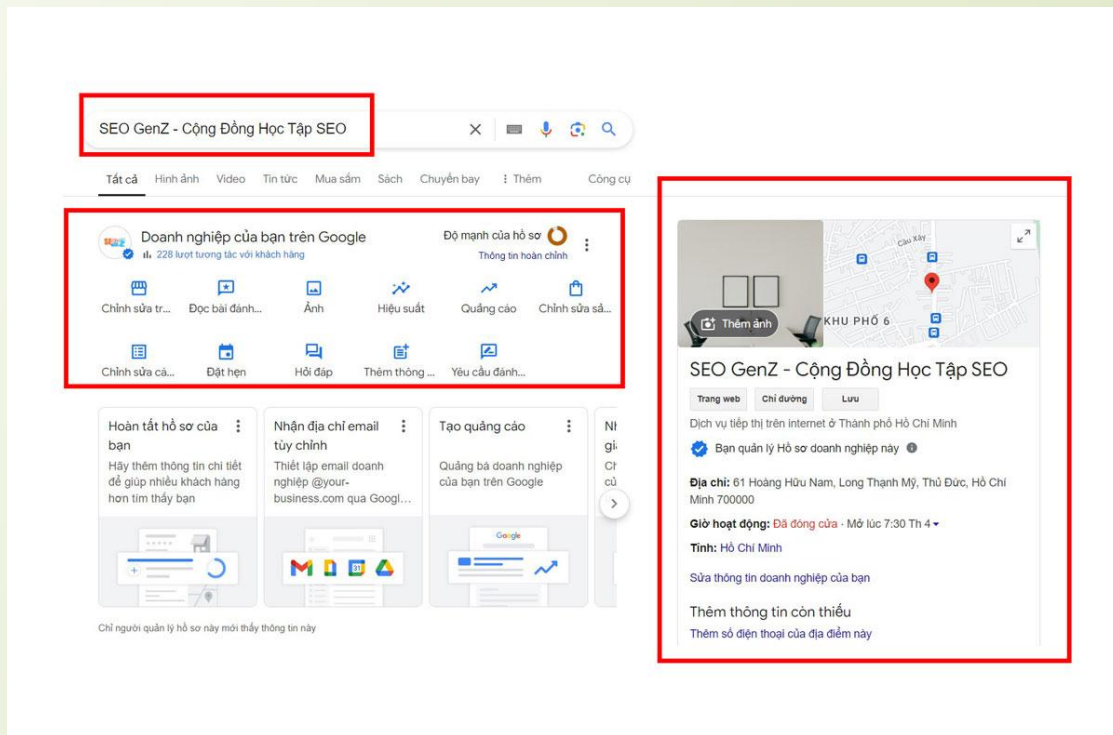 SEO GenZ - Cộng Đồng Học Tập SEO
Tất cả Hình ảnh Video Tin tức Mua sắm Sách Chuyến bay Thêm Công cụ
Doanh nghiệp của bạn trên Google
228 lượt tương tác với khách hàng
Độ mạnh của hồ sơ
Thông tin hoàn chỉnh
Chỉnh sửa tr... Đọc bài đánh... Ảnh Hiệu suất Quảng cáo Chỉnh sửa sả...
Chỉnh sửa cá... Đặt hẹn Hỏi đáp Thêm thông ... Yêu cầu đánh...
Hoàn tất hồ sơ của
bạn
Hãy thêm thông tin chi tiết
để giúp nhiều khách hàng
hơn tìm thấy bạn
Nhận địa chỉ email
tùy chỉnh
Thiết lập email doanh
nghiệp @your-
business.com qua Googl...
Tạo quảng cáo
Quảng bá doanh nghiệp
của bạn trên Google
Google
Chỉ người quản lý hồ sơ này mới thấy thông tin này
Thêm ảnh
Cầu Xây
KHU PHỐ 6
SEO GenZ - Cộng Đồng Học Tập SEO
Trang web Chỉ đường Lưu
Dịch vụ tiếp thị trên internet ở Thành phố Hồ Chí Minh
Bạn quản lý Hồ sơ doanh nghiệp này
Địa chỉ: 61 Hoàng Hữu Nam, Long Thạnh Mỹ, Thủ Đức, Hồ Chí
Minh 700000
Giờ hoạt động: Đã đóng cửa · Mở lúc 7:30 Th 4
Tỉnh: Hồ Chí Minh
Sửa thông tin doanh nghiệp của bạn
Thêm thông tin còn thiếu
Thêm số điện thoại của địa điểm này